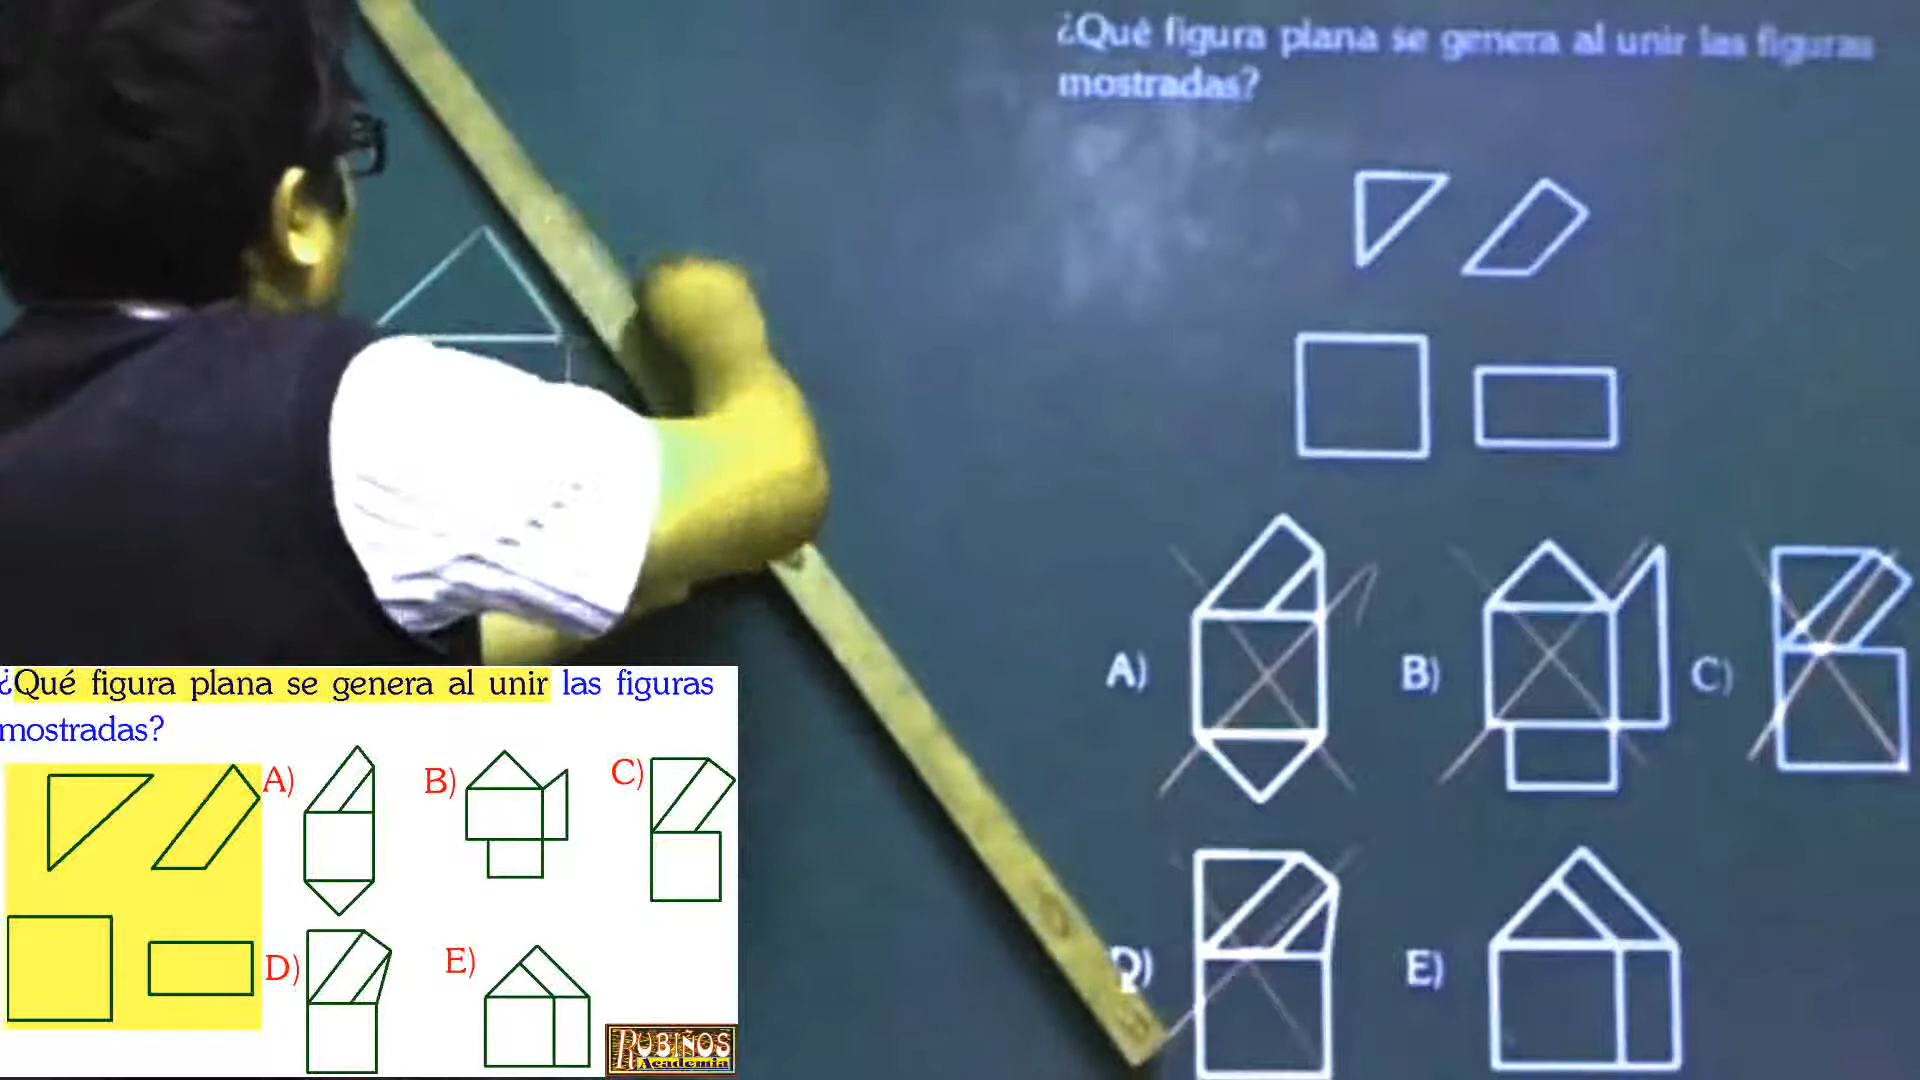 ¿Qué figura plana se genera al unir las figuras
mostradas?
A)
B)
C)
D)
E)
¿Qué figura plana se genera al unir las figuras
mostradas?
A)
B)
C)
D)
E)
RUBIÑOS
Academia